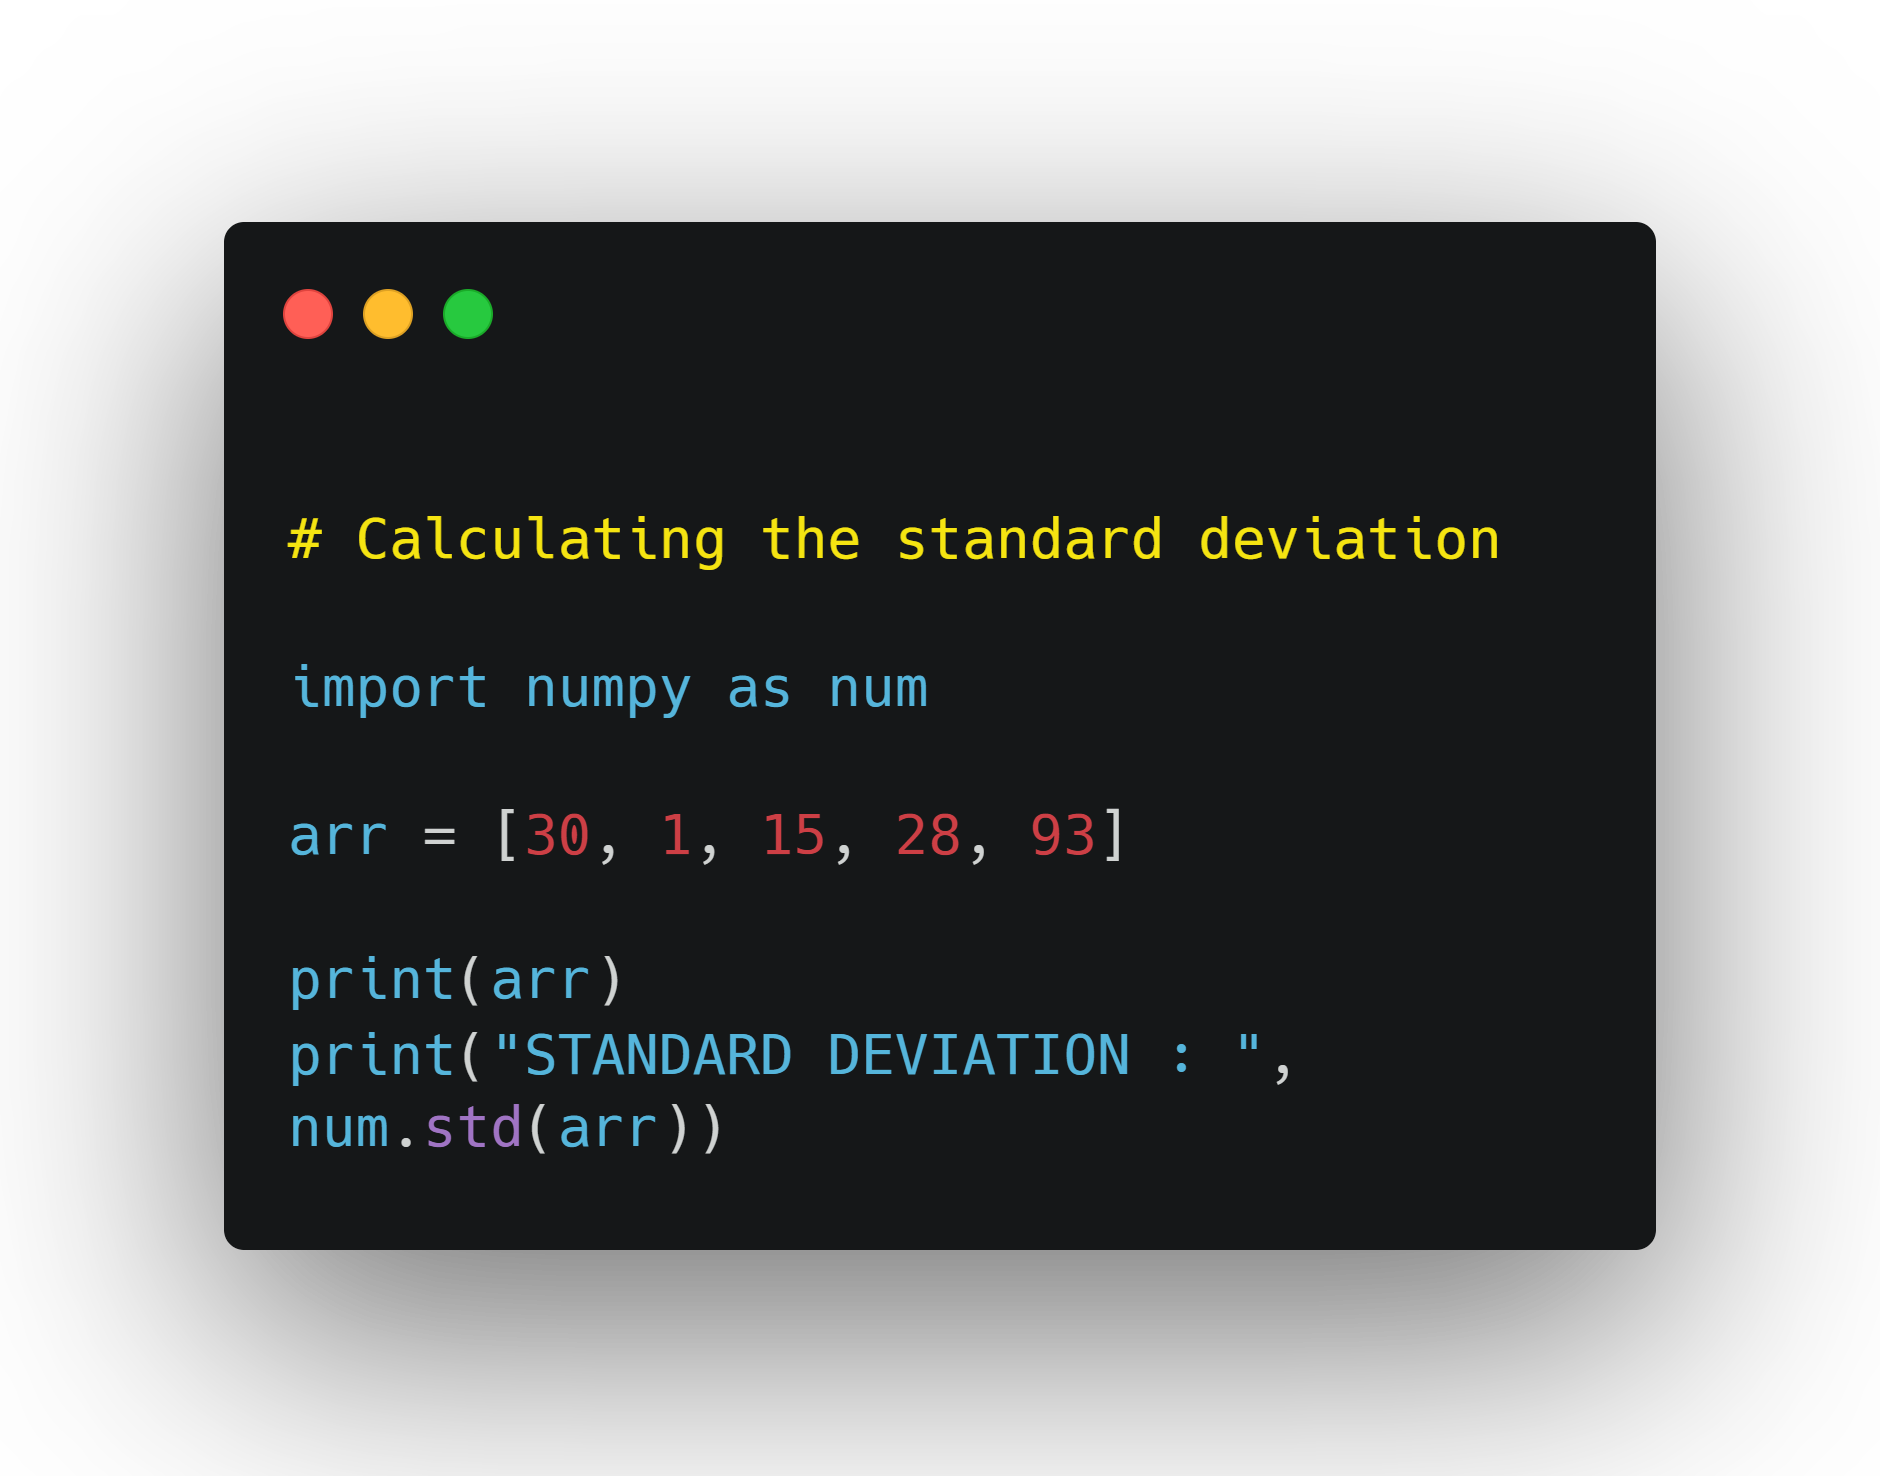 # Calculating the standard deviation
import numpy as num
arr = [30, 1, 15, 28, 93]
print(arr)
print("STANDARD DEVIATION : ",
num.std(arr))